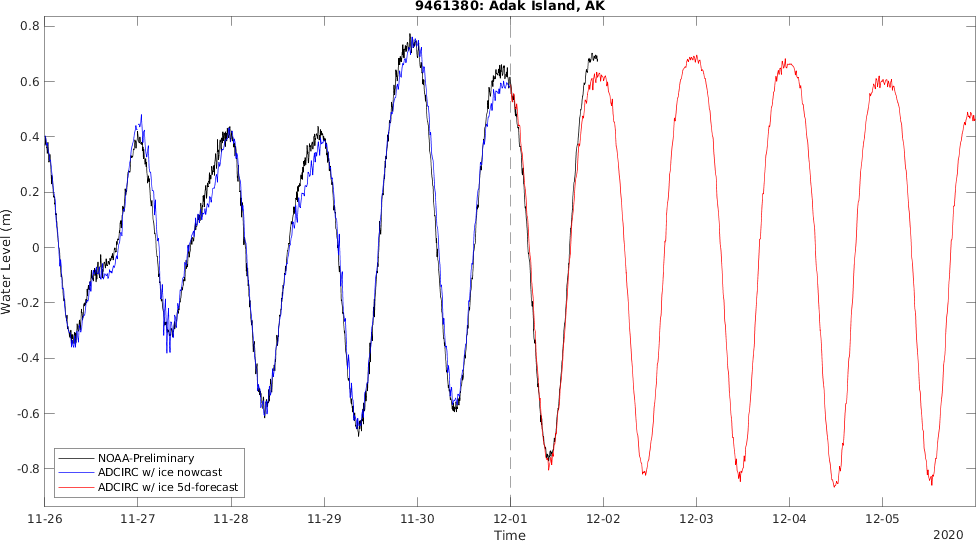 9461380: Adak Island, AK
0.8
0.6
0.4
0.2
0
-0.2
-0.4
-0.6
-0.8
Water Level (m)
NOAA-Preliminary
ADCIRC w/ ice nowcast
ADCIRC w/ ice 5d-forecast
11-26 11-27 11-28 11-29 11-30 12-01 12-02 12-03 12-04 12-05
Time
2020